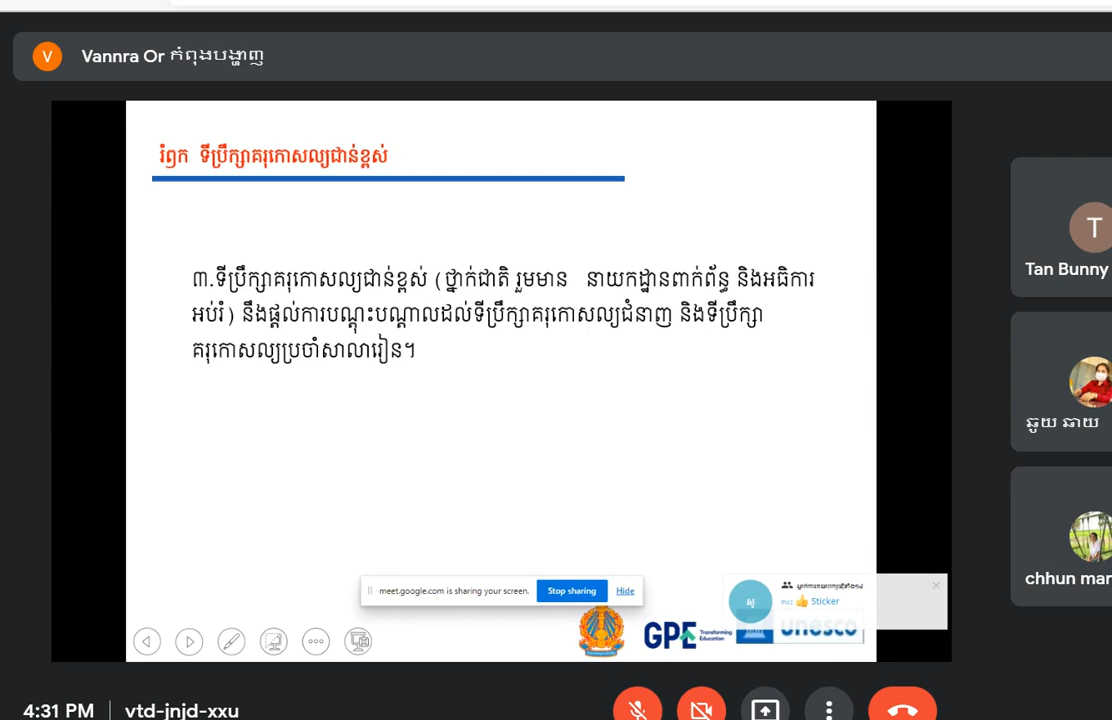 V Vannra Or កំពុងបង្ហាញ
រំឭក ទីប្រឹក្សាគរុកោសល្យជាន់ខ្ពស់
៣.ទីប្រឹក្សាគរុកោសល្យជាន់ខ្ពស់ (ថ្នាក់ជាតិ រួមមាន នាយកដ្ឋានពាក់ព័ន្ធ និងអធិការ
អប់រំ) នឹងផ្តល់ការបណ្តុះបណ្តាលដល់ទីប្រឹក្សាគរុកោសល្យជំនាញ និងទីប្រឹក្សា
គរុកោសល្យប្រចាំសាលារៀន។
T
Tan Bunny
ឆូយ ឆាយ
chhun mar
meet.google.com is sharing your screen. Stop sharing Hide
ស្ល
Sticker
GPE Transforming Education
unesco
4:31 PM vtd-jnjd-xxu